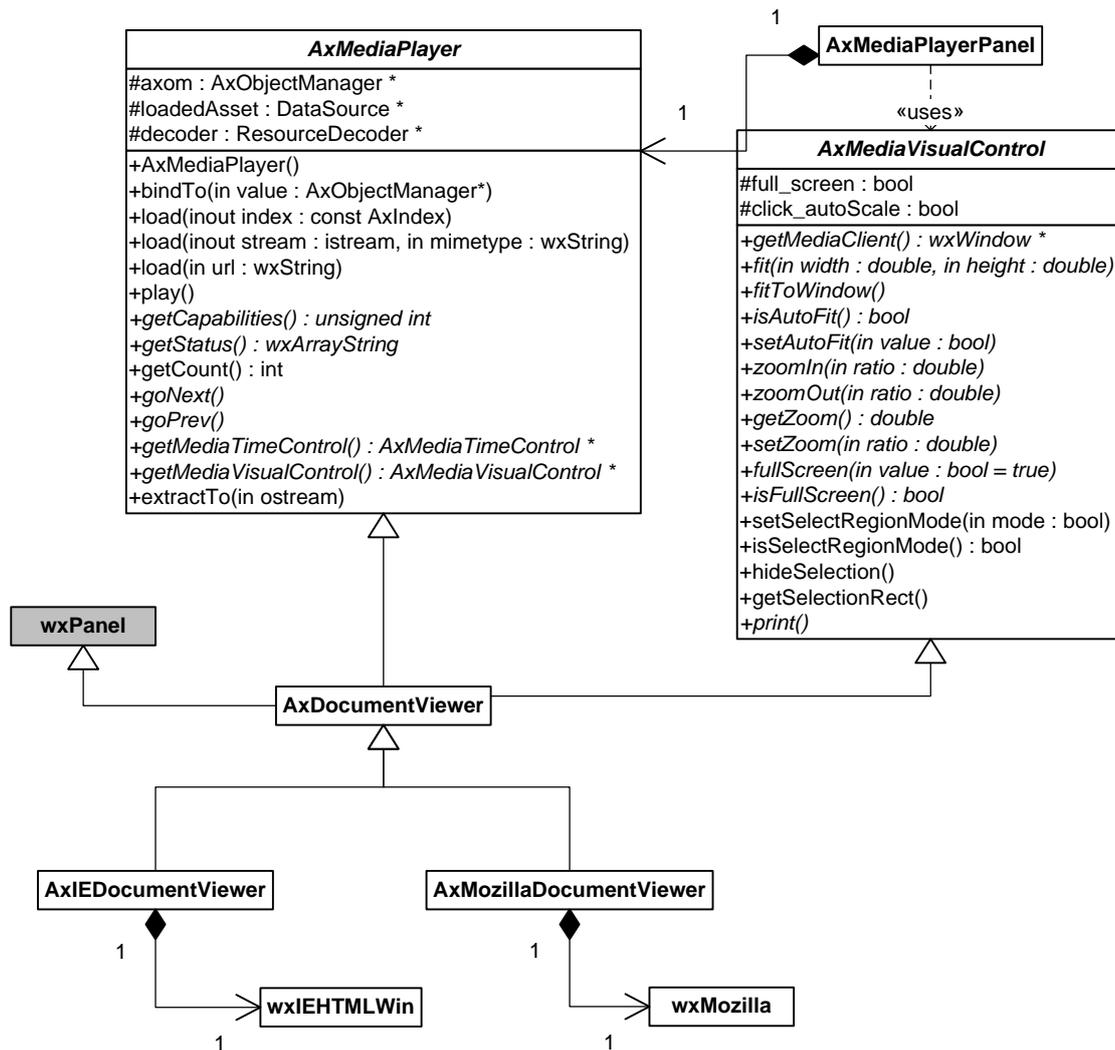 1
AxMediaPlayer
#axom : AxObjectManager *
#loadedAsset : DataSource *
#decoder : ResourceDecoder *
+AxMediaPlayer()
+bindTo(in value : AxObjectManager*)
+load(inout index : const AxIndex)
+load(inout stream : istream, in mimetype : wxString)
+load(in url : wxString)
+play()
+getCapabilities() : unsigned int
+getStatus() : wxArrayString
+getCount() : int
+goNext()
+goPrev()
+getMediaTimeControl() : AxMediaTimeControl *
+getMediaVisualControl() : AxMediaVisualControl *
+extractTo(in ostream)
AxMediaPlayerPanel
1
«uses»
AxMediaVisualControl
#full_screen : bool
#click_autoScale : bool
+getMediaClient() : wxWindow *
+fit(in width : double, in height : double)
+fitToWindow()
+isAutoFit() : bool
+setAutoFit(in value : bool)
+zoomIn(in ratio : double)
+zoomOut(in ratio : double)
+getZoom() : double
+setZoom(in ratio : double)
+fullScreen(in value : bool = true)
+isFullScreen() : bool
+setSelectRegionMode(in mode : bool)
+isSelectRegionMode() : bool
+hideSelection()
+getSelectionRect()
+print()
wxPanel
AxDocumentViewer
AxIEDocumentViewer
AxMozillaDocumentViewer
1
1
wxIEHTMLWin
wxMozilla
1
1